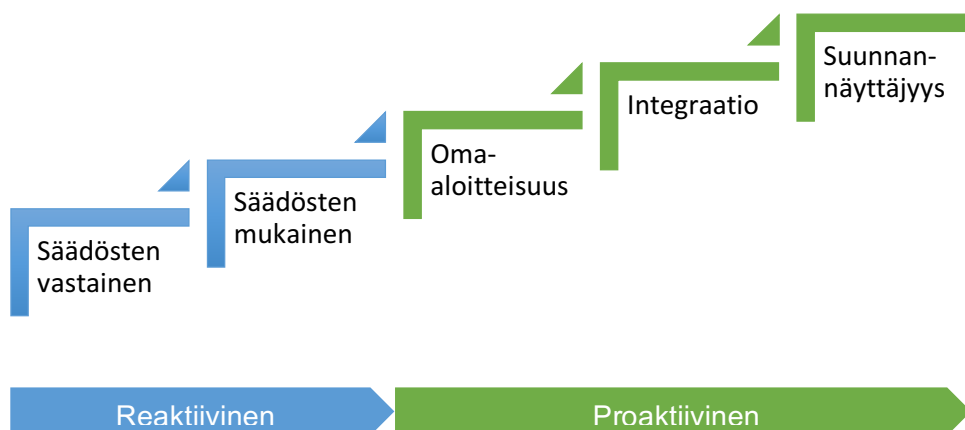 Säädösten
vastainen
Säädösten
mukainen
Oma-
aloitteisuus
Integraatio
Suunnan-
näyttäjyys
Reaktiivinen
Proaktiivinen